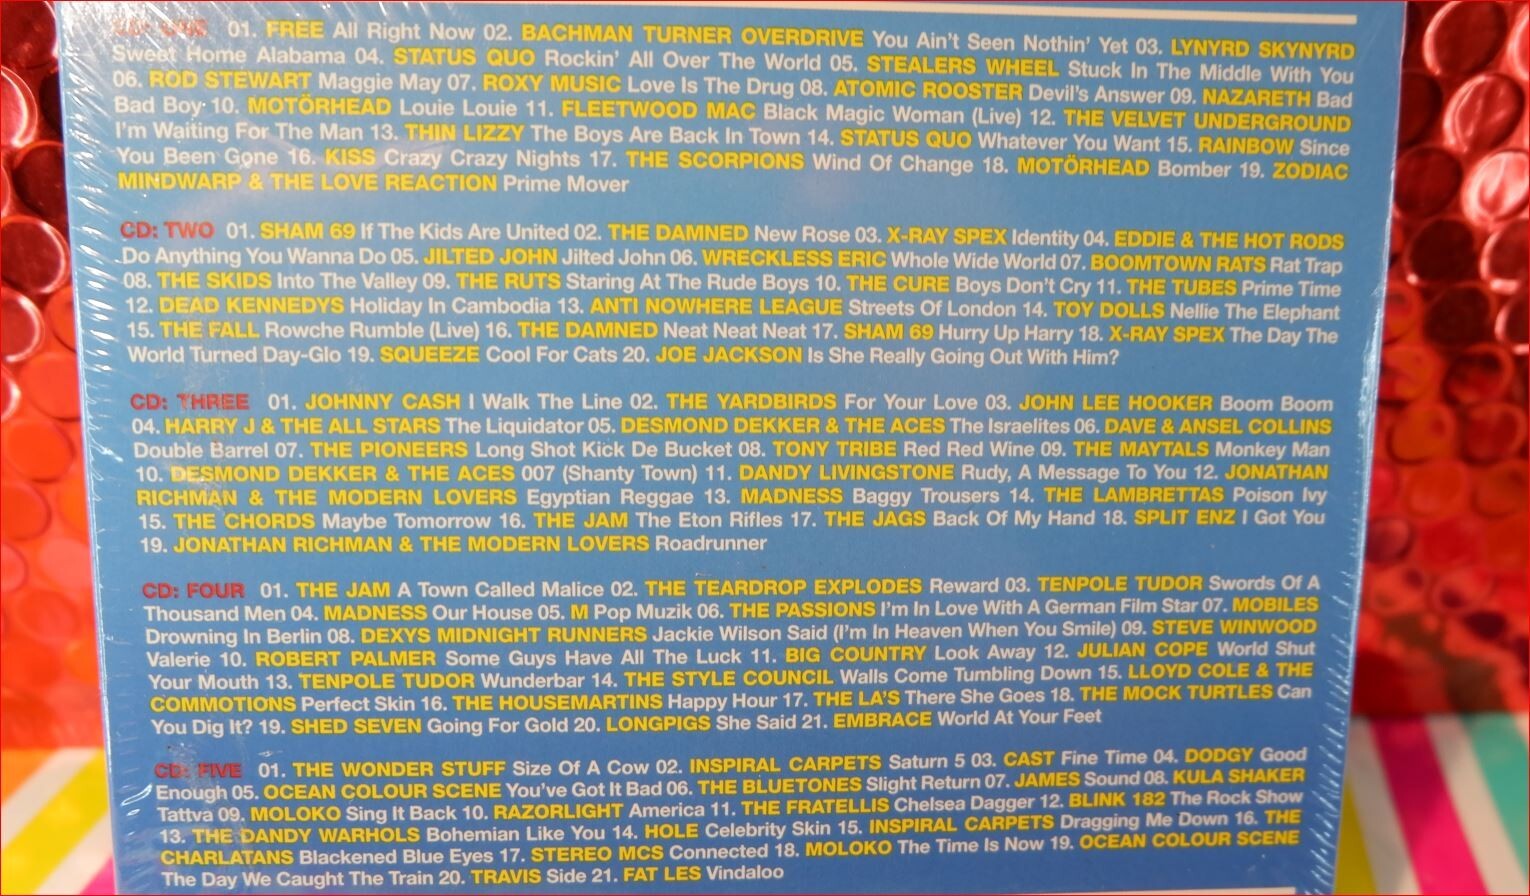 CD: ONE 01. FREE All Right Now 02. BACHMAN TURNER OVERDRIVE You Ain't Seen Nothin' Yet 03. LYNYRD SKYNYRD
Sweet Home Alabama 04. STATUS QUO Rockin' All Over The World 05. STEALERS WHEEL Stuck In The Middle With You
06. ROD STEWART Maggie May 07. ROXY MUSIC Love Is The Drug 08. ATOMIC ROOSTER Devil's Answer 09. NAZARETH Bad
Bad Boy 10. MOTÖRHEAD Louie Louie 11. FLEETWOOD MAC Black Magic Woman (Live) 12. THE VELVET UNDERGROUND
I'm Waiting For The Man 13. THIN LIZZY The Boys Are Back In Town 14. STATUS QUO Whatever You Want 15. RAINBOW Since
You Been Gone 16. KISS Crazy Crazy Nights 17. THE SCORPIONS Wind Of Change 18. MOTÖRHEAD Bomber 19. ZODIAC
MINDWARP & THE LOVE REACTION Prime Mover
CD: TWO 01. SHAM 69 If The Kids Are United 02. THE DAMNED New Rose 03. X-RAY SPEX Identity 04. EDDIE & THE HOT RODS
Do Anything You Wanna Do 05. JILTED JOHN Jilted John 06. WRECKLESS ERIC Whole Wide World 07. BOOMTOWN RATS Rat Trap
08. THE SKIDS Into The Valley 09. THE RUTS Staring At The Rude Boys 10. THE CURE Boys Don't Cry 11. THE TUBES Prime Time
12. DEAD KENNEDYS Holiday In Cambodia 13. ANTI NOWHERE LEAGUE Streets Of London 14. TOY DOLLS Nellie The Elephant
15. THE FALL Rowche Rumble (Live) 16. THE DAMNED Neat Neat Neat 17. SHAM 69 Hurry Up Harry 18. X-RAY SPEX The Day The
World Turned Day-Glo 19. SQUEEZE Cool For Cats 20. JOE JACKSON Is She Really Going Out With Him?
CD: THREE 01. JOHNNY CASH I Walk The Line 02. THE YARDBIRDS For Your Love 03. JOHN LEE HOOKER Boom Boom
04. HARRY J & THE ALL STARS The Liquidator 05. DESMOND DEKKER & THE ACES The Israelites 06. DAVE & ANSEL COLLINS
Double Barrel 07. THE PIONEERS Long Shot Kick De Bucket 08. TONY TRIBE Red Red Wine 09. THE MAYTALS Monkey Man
10. DESMOND DEKKER & THE ACES 007 (Shanty Town) 11. DANDY LIVINGSTONE Rudy, A Message To You 12. JONATHAN
RICHMAN & THE MODERN LOVERS Egyptian Reggae 13. MADNESS Baggy Trousers 14. THE LAMBRETTAS Poison Ivy
15. THE CHORDS Maybe Tomorrow 16. THE JAM The Eton Rifles 17. THE JAGS Back Of My Hand 18. SPLIT ENZ I Got You
19. JONATHAN RICHMAN & THE MODERN LOVERS Roadrunner
CD: FOUR 01. THE JAM A Town Called Malice 02. THE TEARDROP EXPLODES Reward 03. TENPOLE TUDOR Swords Of A
Thousand Men 04. MADNESS Our House 05. M Pop Muzik 06. THE PASSIONS I'm In Love With A German Film Star 07. MOBILES
Drowning In Berlin 08. DEXYS MIDNIGHT RUNNERS Jackie Wilson Said (I'm In Heaven When You Smile) 09. STEVE WINWOOD
Valerie 10. ROBERT PALMER Some Guys Have All The Luck 11. BIG COUNTRY Look Away 12. JULIAN COPE World Shut
Your Mouth 13. TENPOLE TUDOR Wunderbar 14. THE STYLE COUNCIL Walls Come Tumbling Down 15. LLOYD COLE & THE
COMMOTIONS Perfect Skin 16. THE HOUSEMARTINS Happy Hour 17. THE LA'S There She Goes 18. THE MOCK TURTLES Can
You Dig It? 19. SHED SEVEN Going For Gold 20. LONGPIGS She Said 21. EMBRACE World At Your Feet
CD: FIVE 01. THE WONDER STUFF Size Of A Cow 02. INSPIRAL CARPETS Saturn 5 03. CAST Fine Time 04. DODGY Good
Enough 05. OCEAN COLOUR SCENE You've Got It Bad 06. THE BLUETONES Slight Return 07. JAMES Sound 08. KULA SHAKER
Tattva 09. MOLOKO Sing It Back 10. RAZORLIGHT America 11. THE FRATELLIS Chelsea Dagger 12. BLINK 182 The Rock Show
13. THE DANDY WARHOLS Bohemian Like You 14. HOLE Celebrity Skin 15. INSPIRAL CARPETS Dragging Me Down 16. THE
CHARLATANS Blackened Blue Eyes 17. STEREO MCS Connected 18. MOLOKO The Time Is Now 19. OCEAN COLOUR SCENE
The Day We Caught The Train 20. TRAVIS Side 21. FAT LES Vindaloo